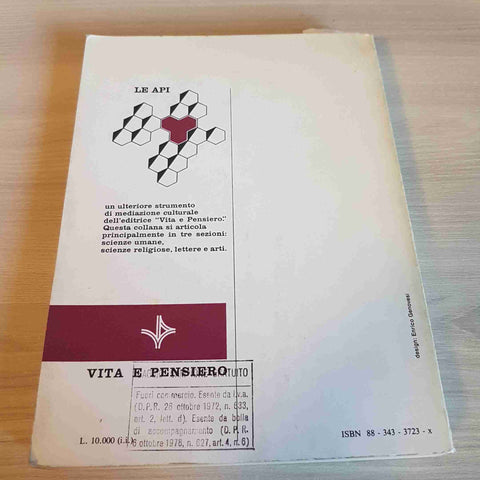 LE API
un ulteriore strumento
di mediazione culturale
dell'editrice "Vita e Pensiero."
Questa collana si articola
principalmente in tre sezioni:
scienze umane,
scienze religiose, lettere e arti.
design: Enrico Genovesi
VITA E PENSIERO
GRATUITO
Fuori commercio. Esente da i.v.a.
(D.P.R. 26 ottobre 1972, n. 633,
art. 2, lett. d). Esente da bolla
di accompagnamento (D.P.R.
6 ottobre 1978, n. 627, art. 4, n. 6)
L. 10.000 (i.i.)
ISBN 88 - 343 - 3723 - x